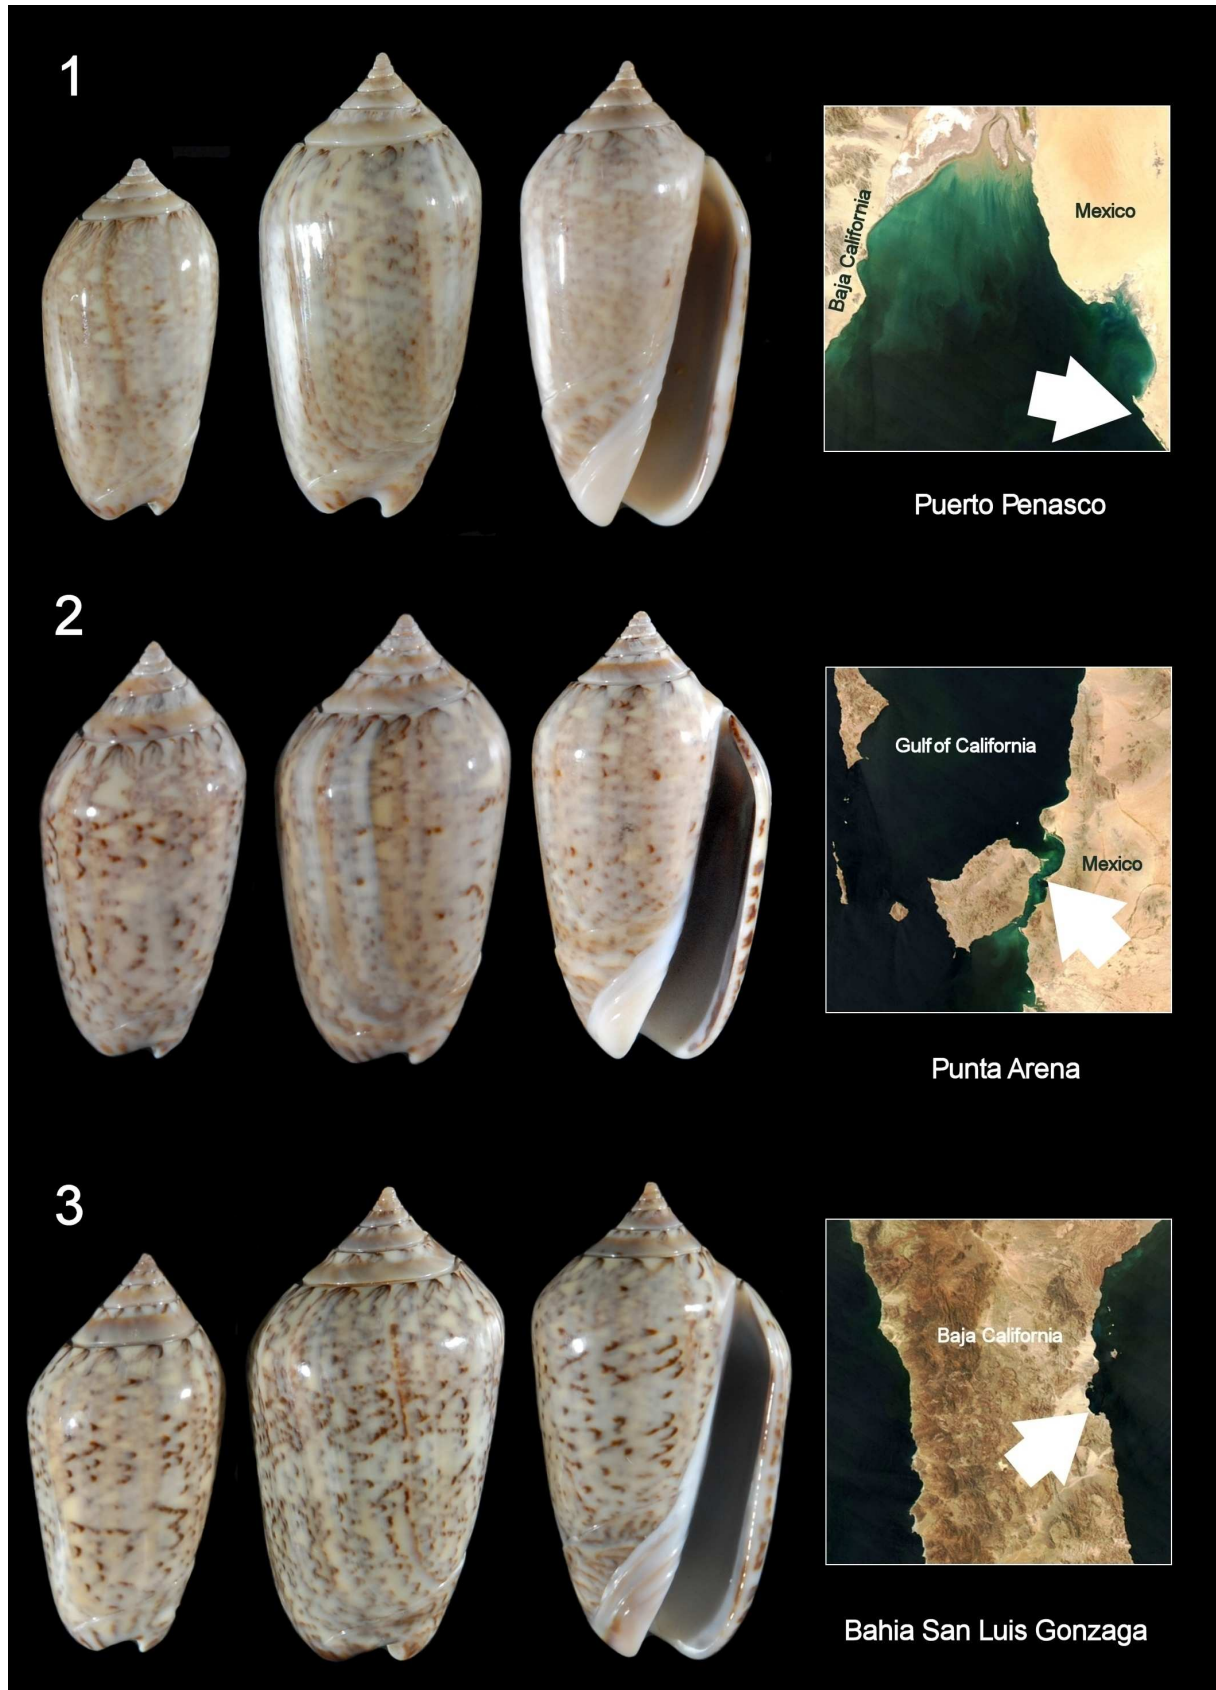 1
Baja California
Mexico
Puerto Penasco
2
Gulf of California
Mexico
Punta Arena
3
Baja California
Bahia San Luis Gonzaga